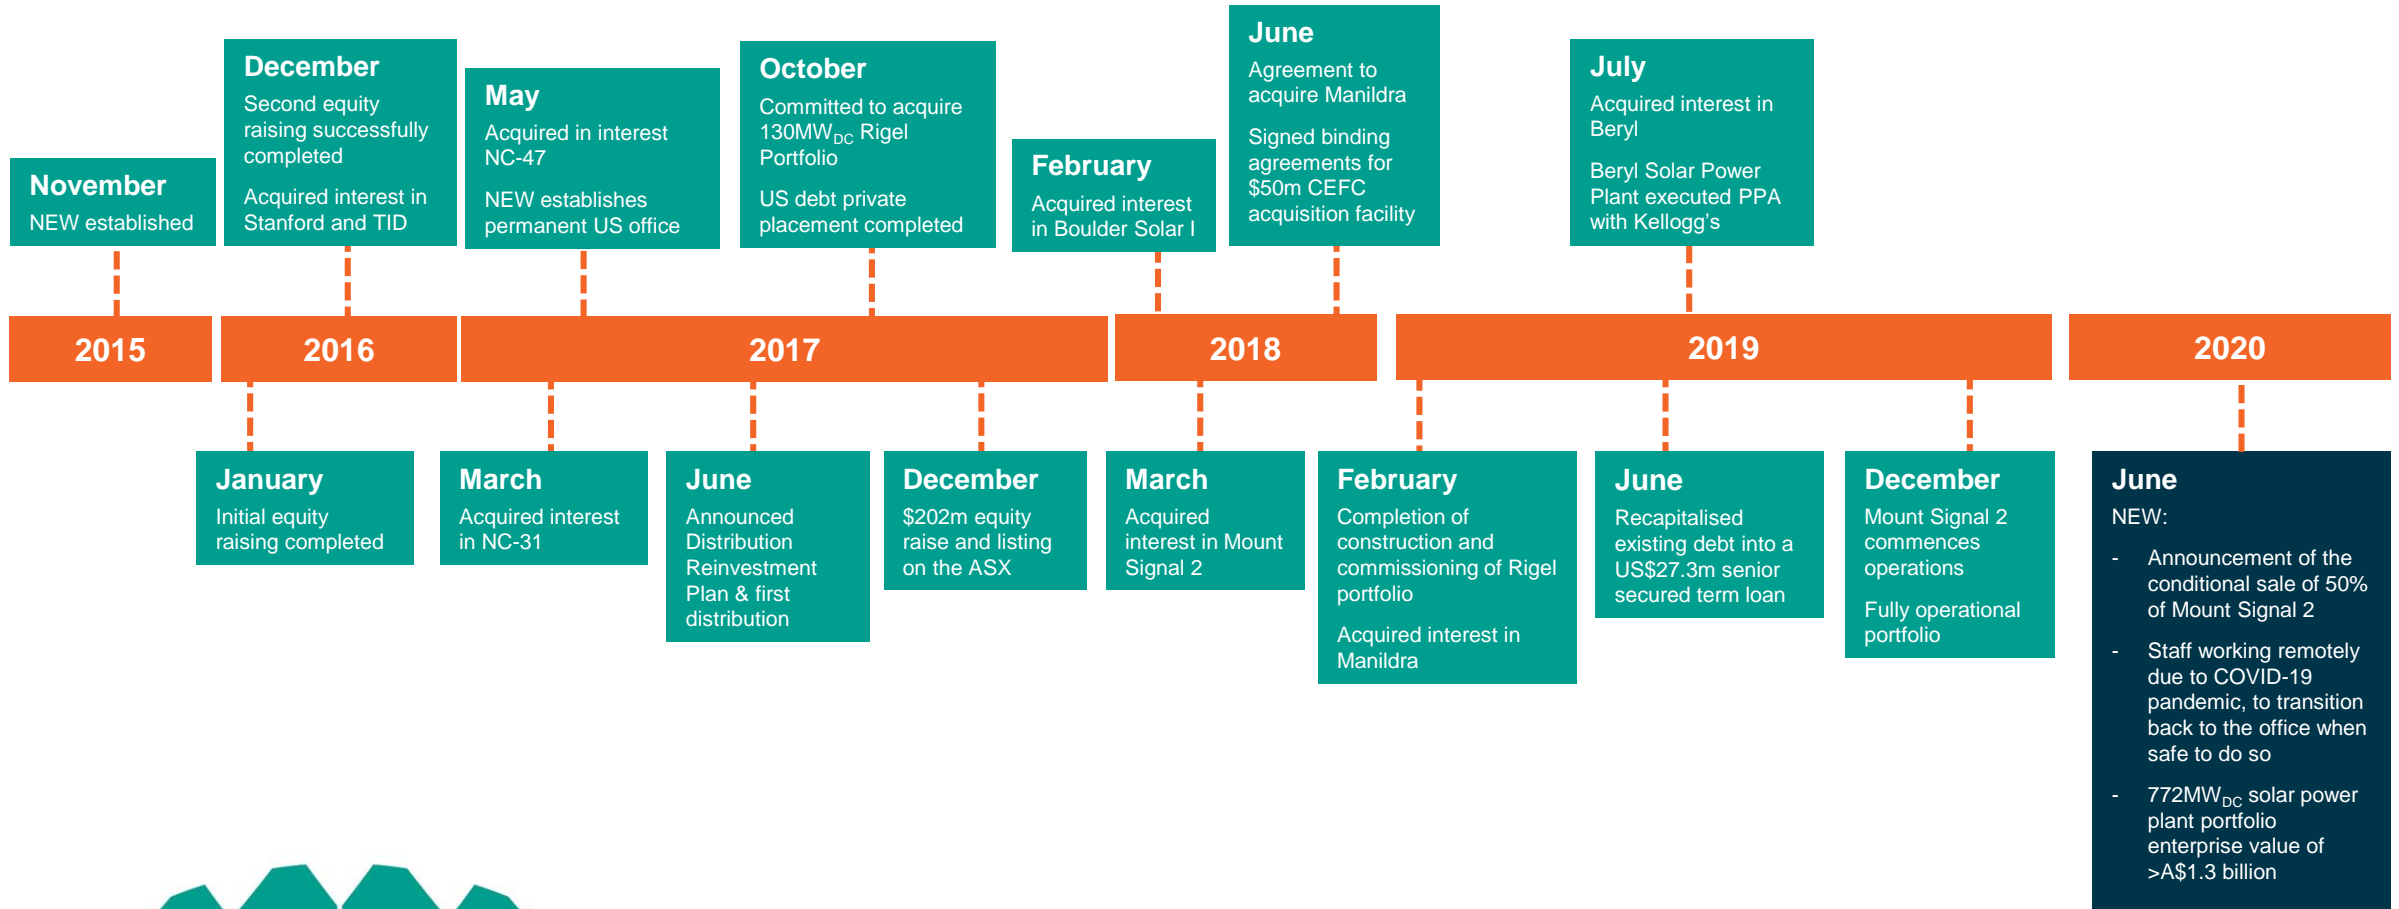 November
NEW established
December
Second equity
raising successfully
completed
Acquired interest in
Stanford and TID
May
Acquired in interest
NC-47
NEW establishes
permanent US office
October
Committed to acquire
130MWDC Rigel
Portfolio
US debt private
placement completed
February
Acquired interest
in Boulder Solar I
June
Agreement to
acquire Manildra
Signed binding
agreements for
$50m CEFC
acquisition facility
July
Acquired interest in
Beryl
Beryl Solar Power
Plant executed PPA
with Kellogg's
2015
2016
2017
2018
2019
2020
January
Initial equity
raising completed
March
Acquired interest
in NC-31
June
Announced
Distribution
Reinvestment
Plan & first
distribution
December
$202m equity
raise and listing
on the ASX
March
Acquired
interest in Mount
Signal 2
February
Completion of
construction and
commissioning of Rigel
portfolio
Acquired interest in
Manildra
June
Recapitalised
existing debt into a
US$27.3m senior
secured term loan
December
Mount Signal 2
commences
operations
Fully operational
portfolio
June
NEW:
- Announcement of the
conditional sale of 50%
of Mount Signal 2
- Staff working remotely
due to COVID-19
pandemic, to transition
back to the office when
safe to do so
- 772MWDC solar power
plant portfolio
enterprise value of
>A$1.3 billion